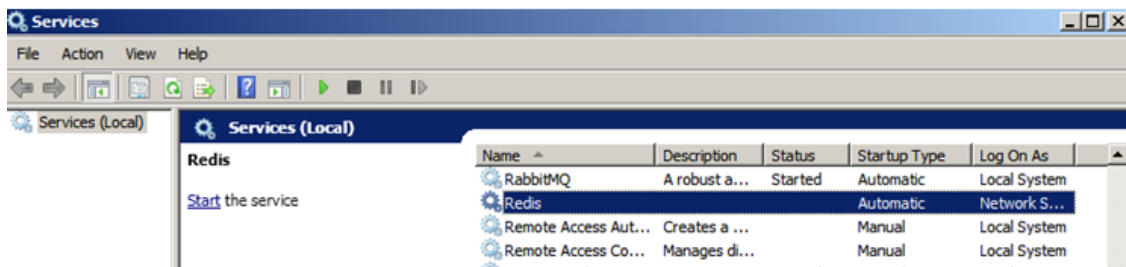 Services
File Action View Help
Services (Local)
Services (Local)
Redis
Start the service
Name Description Status Startup Type Log On As
RabbitMQ A robust a... Started Automatic Local System
Redis Automatic Network S...
Remote Access Aut... Creates a ... Manual Local System
Remote Access Co... Manages di... Manual Local System